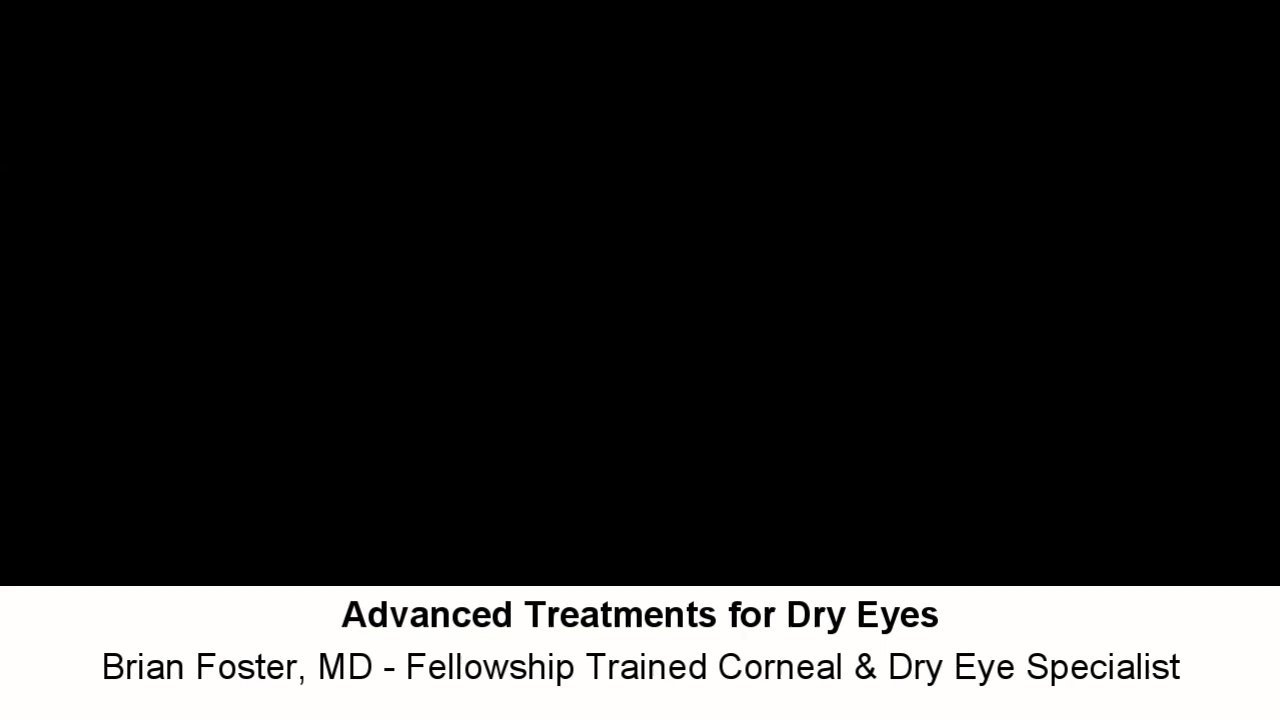 Advanced Treatments for Dry Eyes
Brian Foster, MD - Fellowship Trained Corneal & Dry Eye Specialist